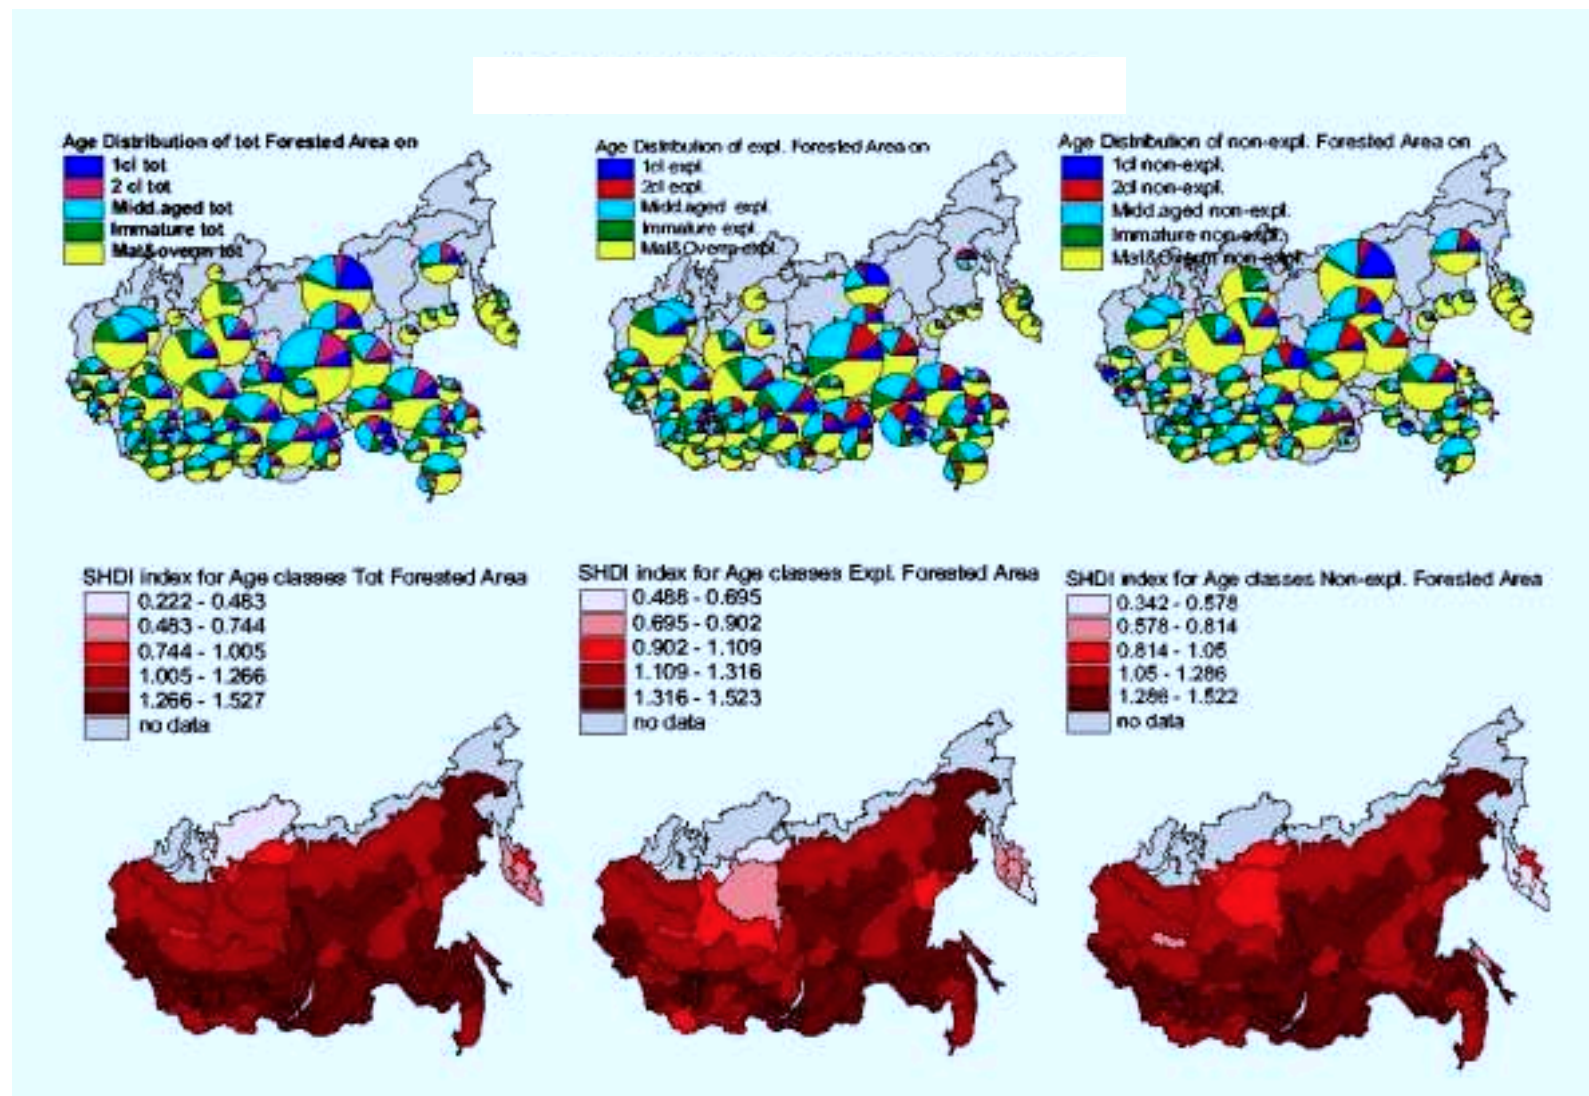 Age Distribution of tot Forested Area on
1cl tot
2 cl tot
Midd.aged tot
Immature tot
Mat&overm tot
Age Distribution of expl. Forested Area on
1cl expl.
2cl expl.
Midd.aged expl.
Immature expl.
Mat&Overm expl.
Age Distribution of non-expl. Forested Area on
1cl non-expl.
2cl non-expl.
Midd.aged non-expl.
Immature non-expl.
Mat&Overm non-expl.
SHDI index for Age classes Tot Forested Area
0.222 - 0.483
0.483 - 0.744
0.744 - 1.005
1.005 - 1.266
1.266 - 1.527
no data
SHDI index for Age classes Expl. Forested Area
0.488 - 0.695
0.695 - 0.902
0.902 - 1.109
1.109 - 1.316
1.316 - 1.523
no data
SHDI index for Age classes Non-expl. Forested Area
0.342 - 0.578
0.578 - 0.814
0.814 - 1.05
1.05 - 1.286
1.286 - 1.522
no data